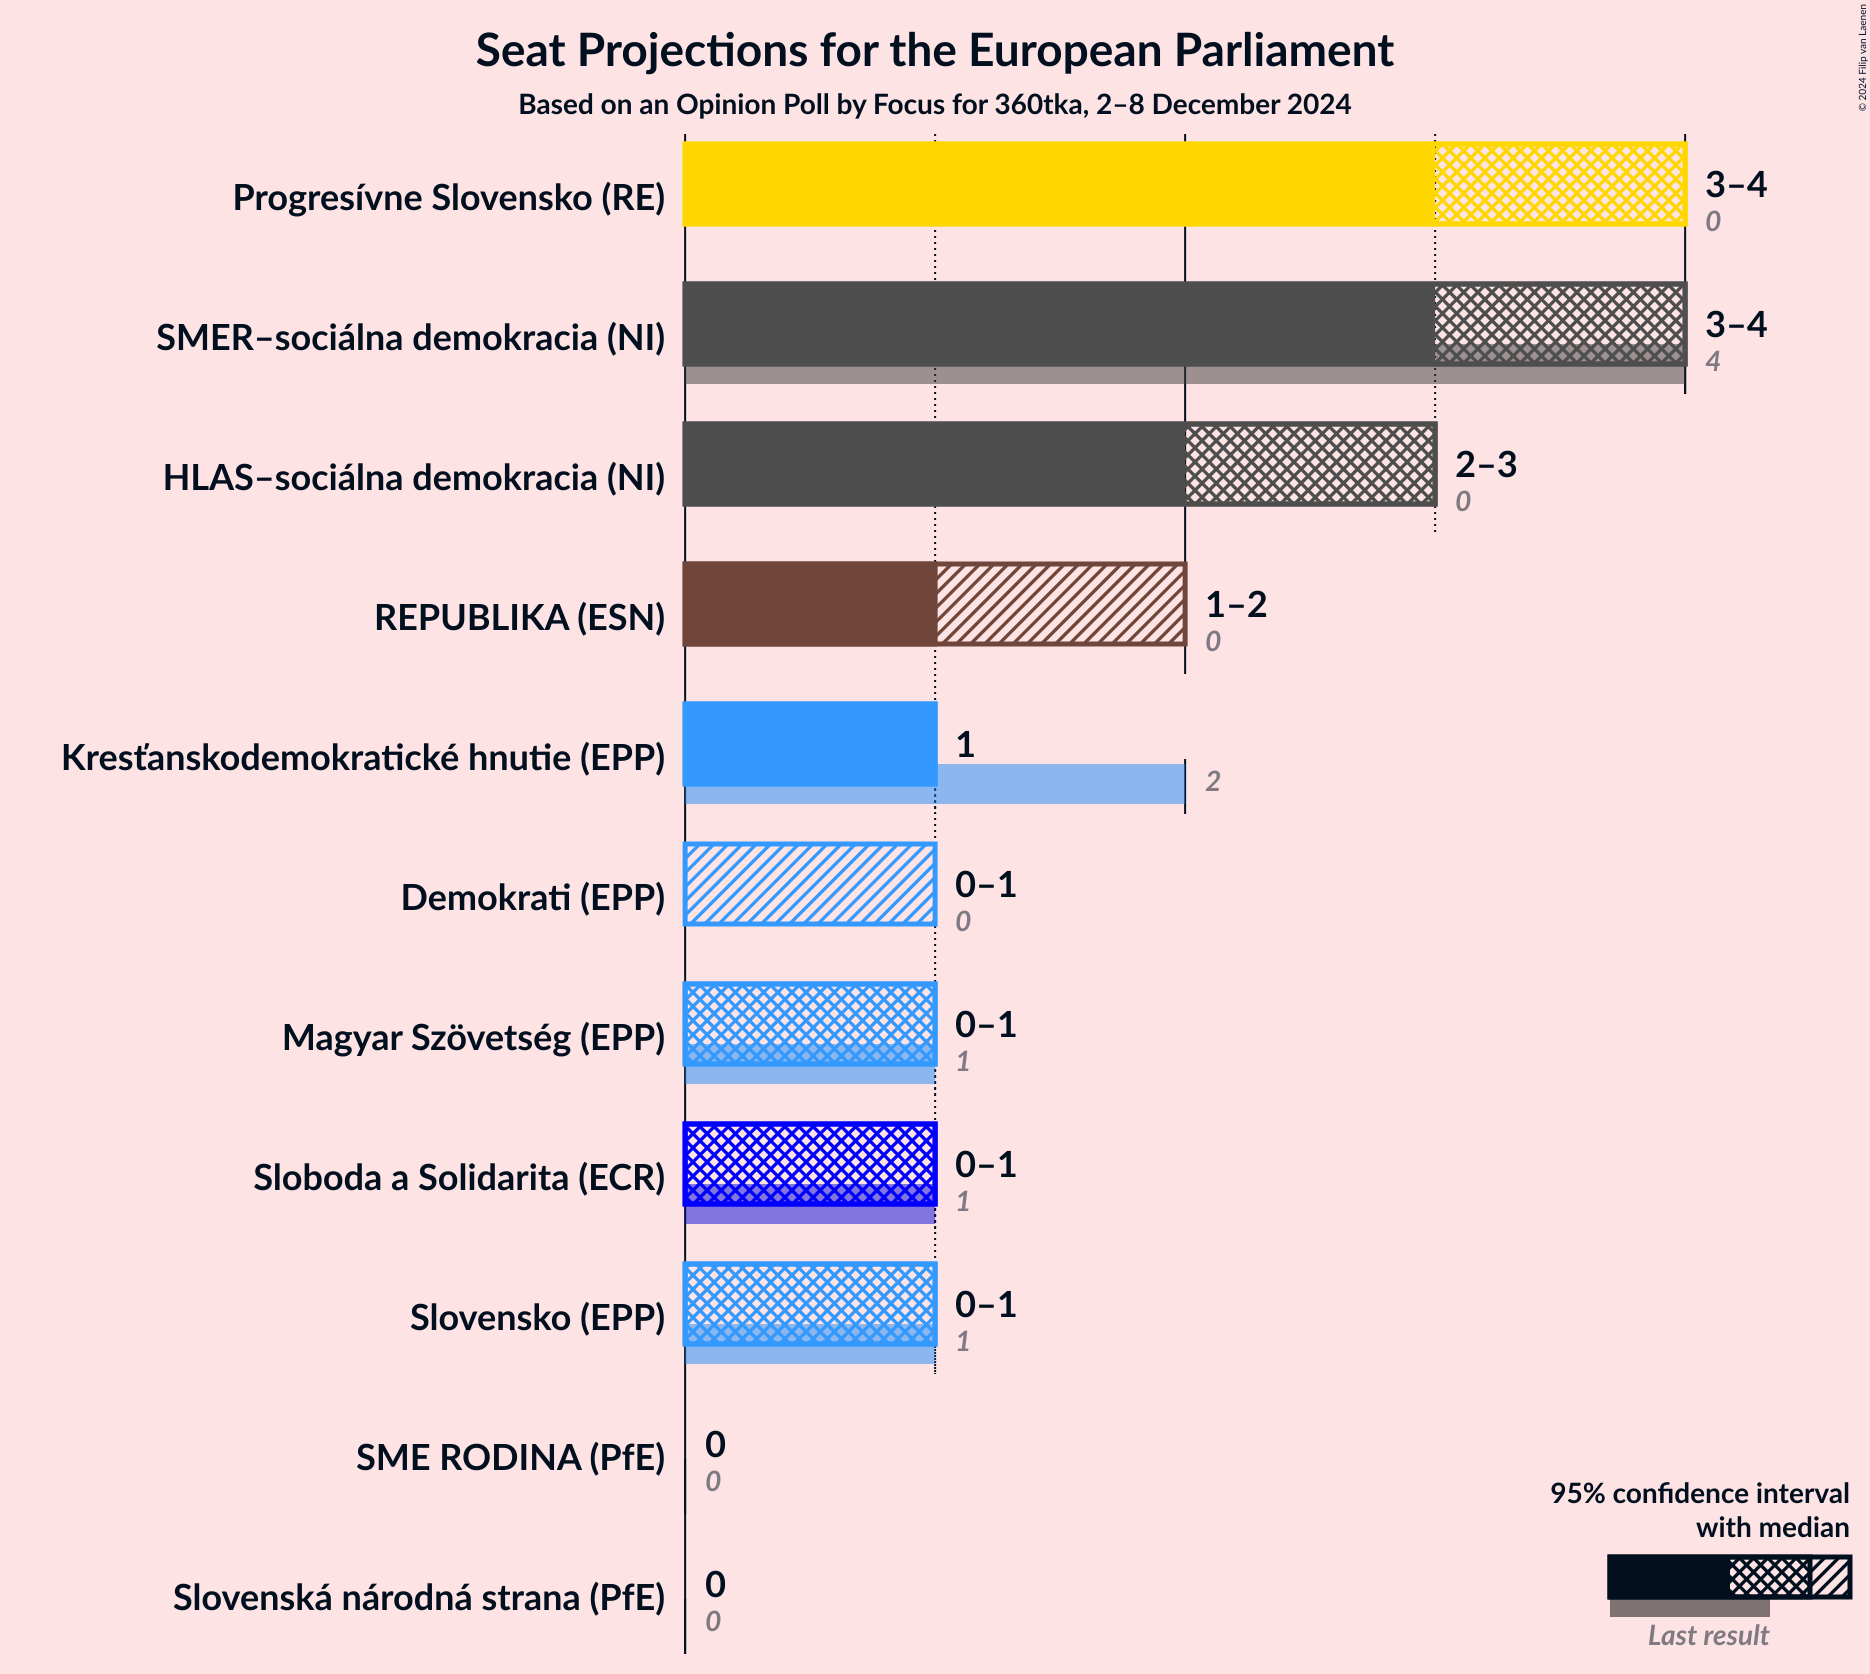 Seat Projections for the European Parliament
Based on an Opinion Poll by Focus for 360tka, 2–8 December 2024
© 2024 Filip van Laenen
Progresívne Slovensko (RE)
3–4
0
SMER–sociálna demokracia (NI)
3–4
4
HLAS–sociálna demokracia (NI)
2–3
0
REPUBLIKA (ESN)
1–2
0
Kresťanskodemokratické hnutie (EPP)
1
2
Demokrati (EPP)
0–1
0
Magyar Szövetség (EPP)
0–1
1
Sloboda a Solidarita (ECR)
0–1
1
Slovensko (EPP)
0–1
1
SME RODINA (PfE)
0
0
Slovenská národná strana (PfE)
0
0
95% confidence interval
with median
Last result